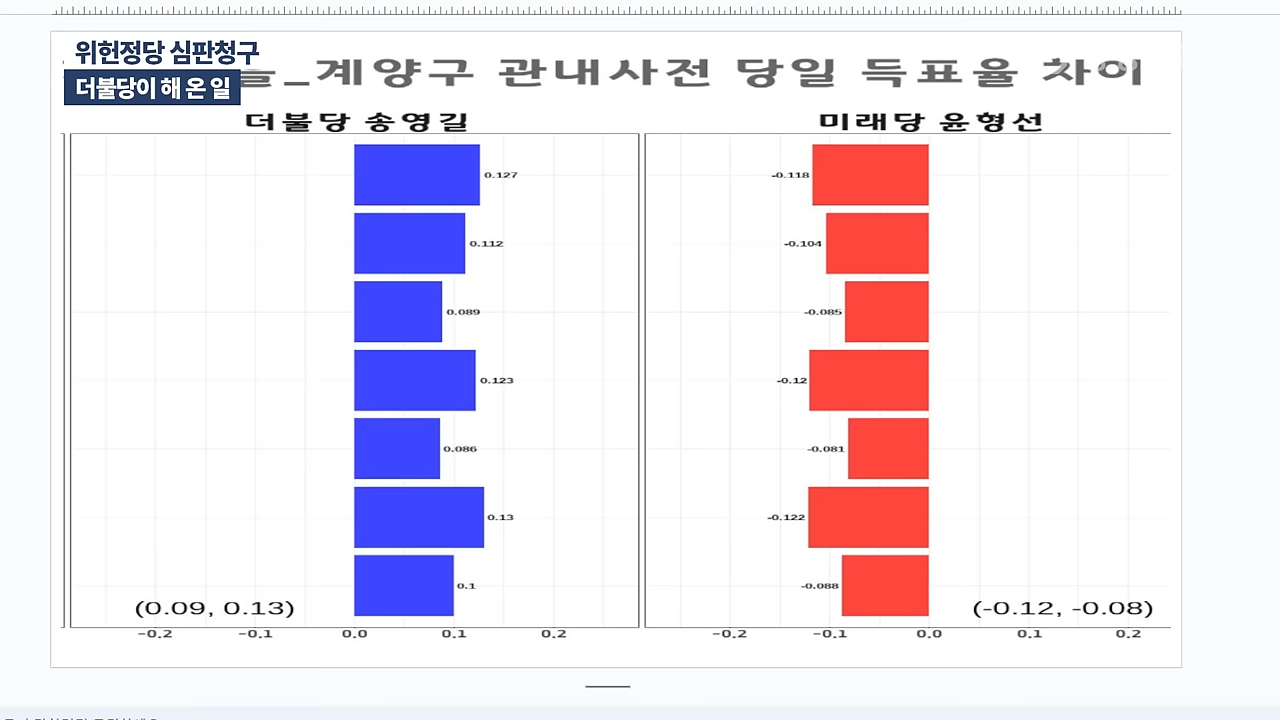 위헌정당 심판청구
더불당이 해 온 일
_계양구 관내사전 당일 득표율 차이
더불당 송영길
미래당 윤형선
0.127
-0.118
0.112
-0.104
0.089
-0.085
0.123
-0.12
0.086
-0.081
0.13
-0.122
0.1
-0.088
(0.09, 0.13)
(-0.12, -0.08)
-0.2 -0.1 0.0 0.1 0.2
-0.2 -0.1 0.0 0.1 0.2